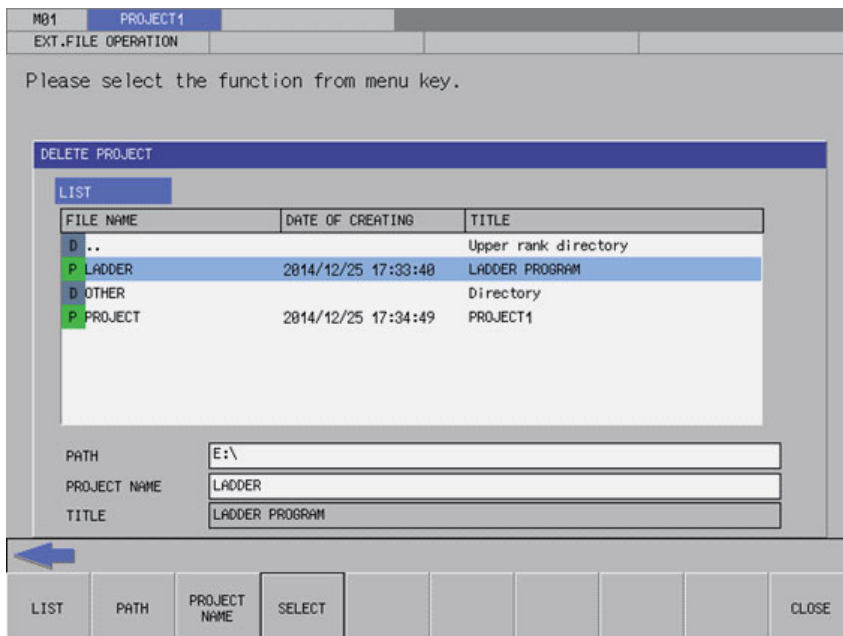 M01 PROJECT1
EXT.FILE OPERATION
Please select the function from menu key.
DELETE PROJECT
LIST
FILE NAME DATE OF CREATING TITLE
D .. Upper rank directory
P LADDER 2014/12/25 17:33:40 LADDER PROGRAM
D OTHER Directory
P PROJECT 2014/12/25 17:34:49 PROJECT1
PATH E:\
PROJECT NAME LADDER
TITLE LADDER PROGRAM
LIST PATH PROJECT NAME SELECT CLOSE